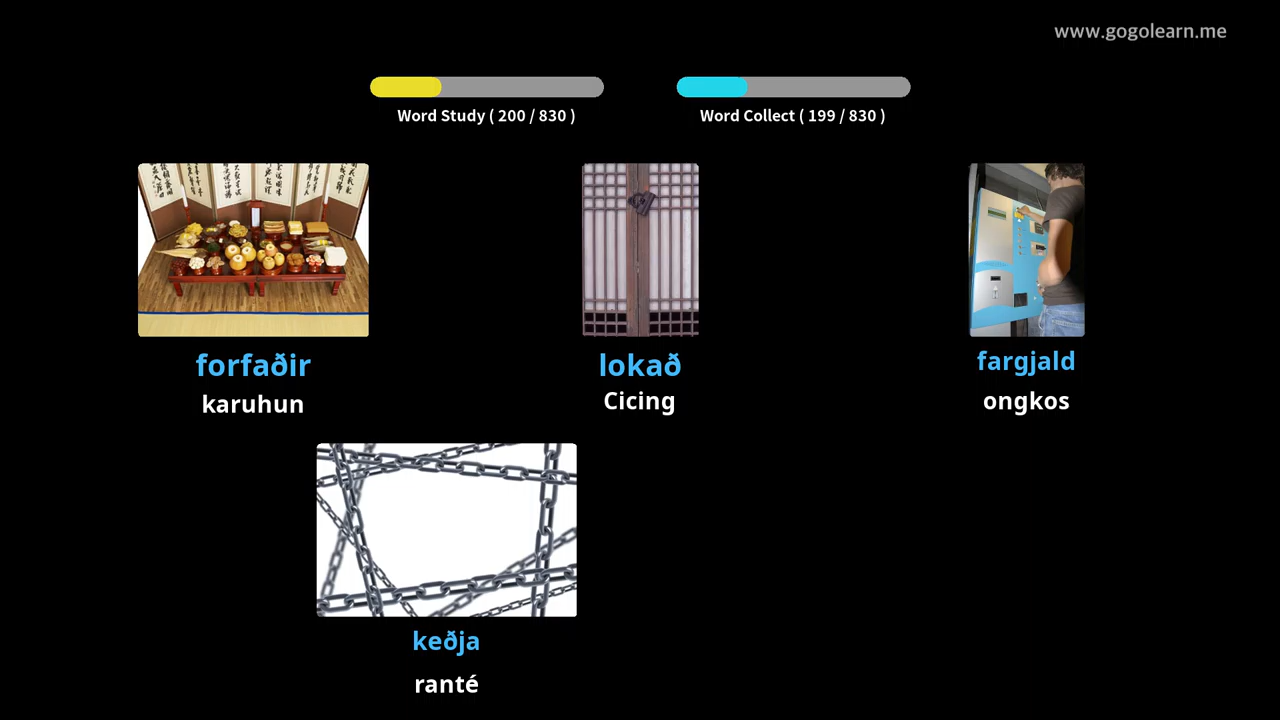 www.gogolearn.me
Word Study ( 200 / 830 )
Word Collect ( 199 / 830 )
forfaðir
karuhun
lokað
Cicing
fargjald
ongkos
keðja
ranté